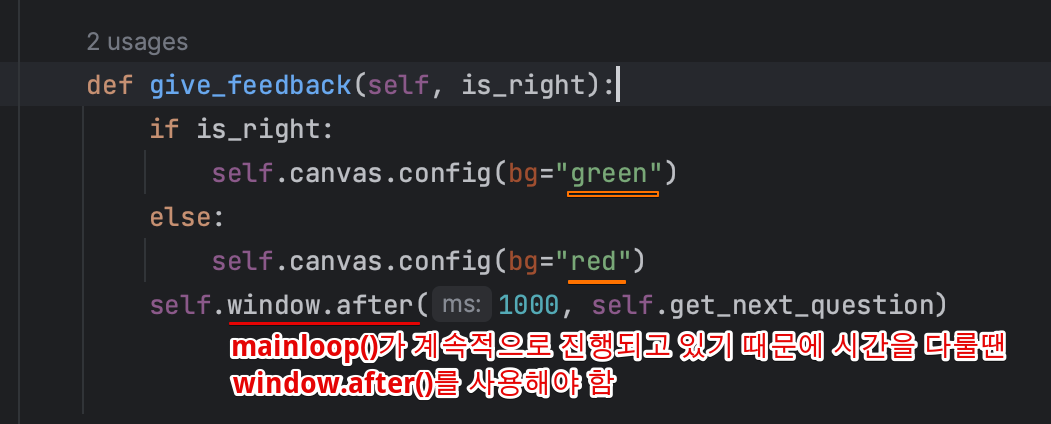 2 usages
def give_feedback(self, is_right):
if is_right:
self.canvas.config(bg="green")
else:
self.canvas.config(bg="red")
self.window.after(ms: 1000, self.get_next_question)
mainloop()가 계속적으로 진행되고 있기 때문에 시간을 다룰땐
window.after()를 사용해야 함